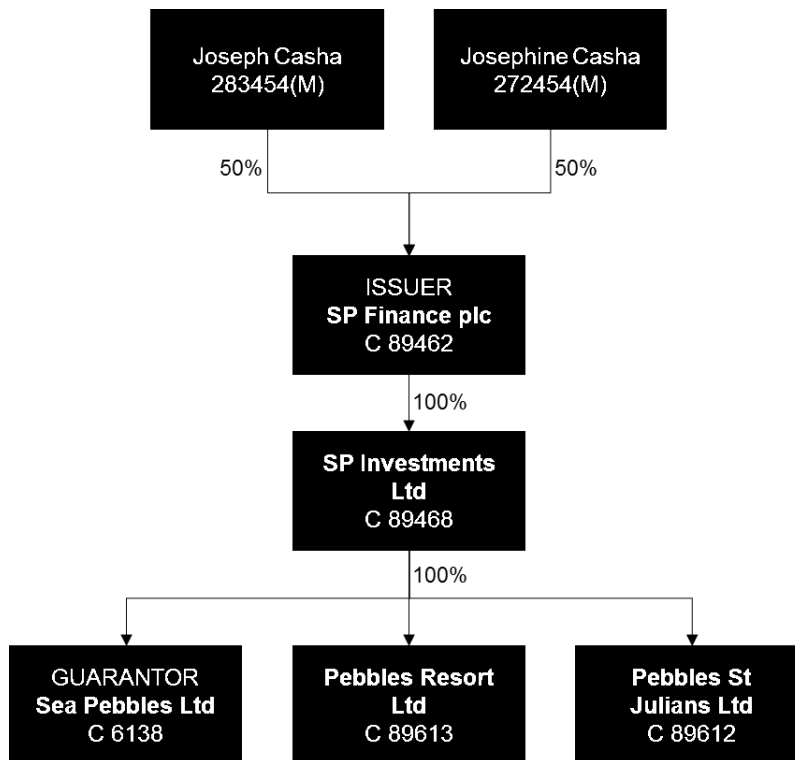 Joseph Casha
283454(M)
Josephine Casha
272454(M)
50%
50%
ISSUER
SP Finance plc
C 89462
100%
SP Investments
Ltd
C 89468
100%
GUARANTOR
Sea Pebbles Ltd
C 6138
Pebbles Resort
Ltd
C 89613
Pebbles St
Julians Ltd
C 89612